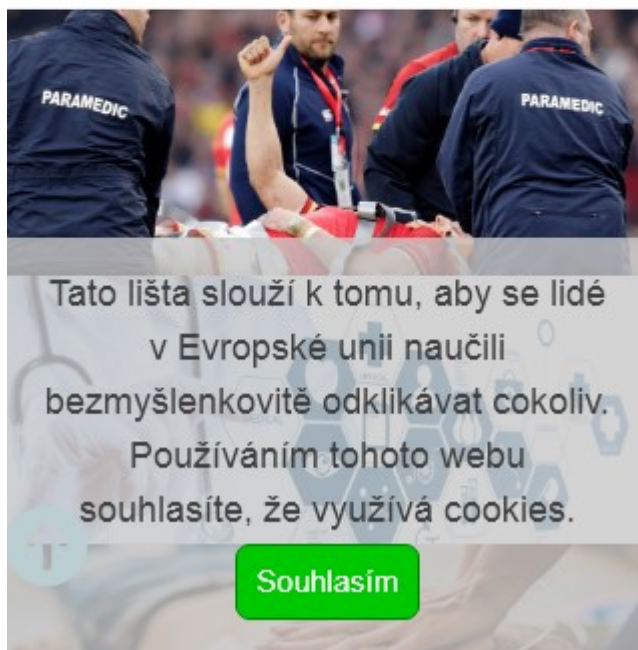 PARAMEDIC
PARAMEDIC
Tato lišta slouží k tomu, aby se lidé
v Evropské unii naučili
bezmyšlenkovitě odklikávat cokoliv.
Používáním tohoto webu
souhlasíte, že využívá cookies.
Souhlasím